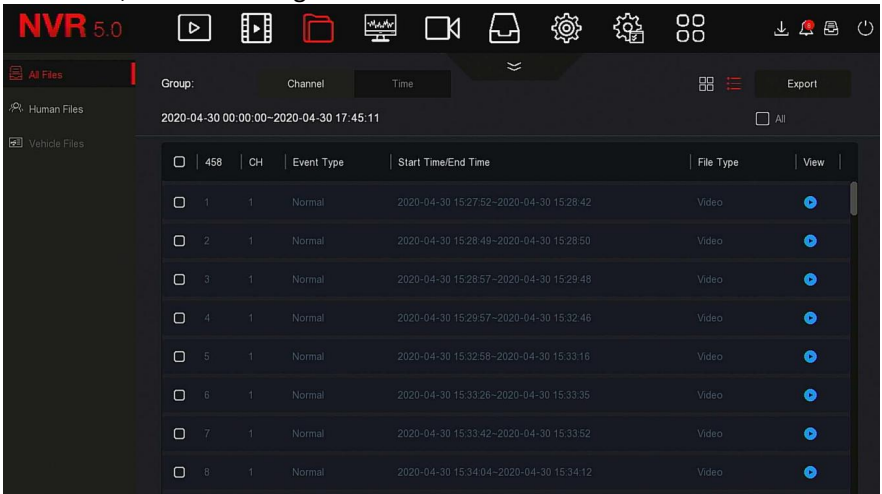 NVR 5.0
All Files
Human Files
Vehicle Files
Group: Channel Time Export
2020-04-30 00:00:00~2020-04-30 17:45:11 All
458 CH Event Type Start Time/End Time File Type View
1 1 Normal 2020-04-30 15:27:52~2020-04-30 15:28:42 Video
2 1 Normal 2020-04-30 15:28:49~2020-04-30 15:28:50 Video
3 1 Normal 2020-04-30 15:28:57~2020-04-30 15:29:48 Video
4 1 Normal 2020-04-30 15:29:57~2020-04-30 15:32:46 Video
5 1 Normal 2020-04-30 15:32:58~2020-04-30 15:33:16 Video
6 1 Normal 2020-04-30 15:33:26~2020-04-30 15:33:35 Video
7 1 Normal 2020-04-30 15:33:42~2020-04-30 15:33:52 Video
8 1 Normal 2020-04-30 15:34:04~2020-04-30 15:34:12 Video